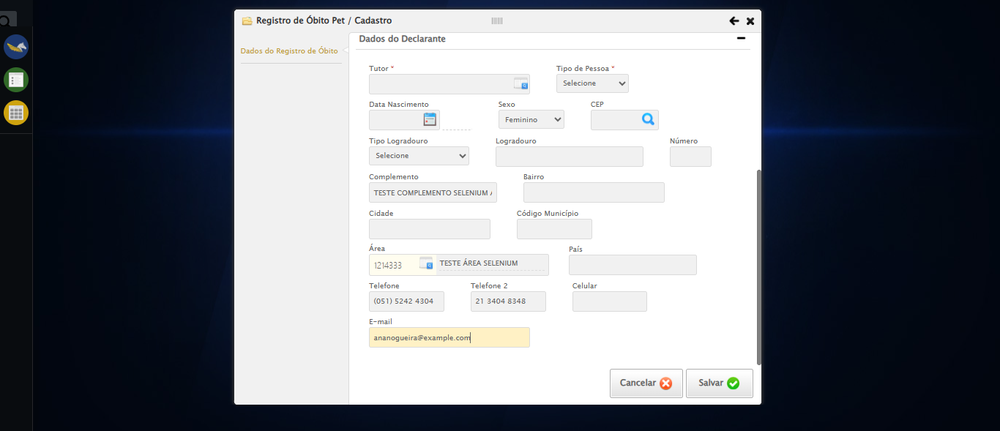 Registro de Óbito Pet / Cadastro
Dados do Registro de Óbito
Dados do Declarante
Tutor * Tipo de Pessoa *
Selecione
Data Nascimento Sexo CEP
Feminino
Tipo Logradouro Logradouro Número
Selecione
Complemento Bairro
TESTE COMPLEMENTO SELENIUM
Cidade Código Município
Área País
1214333 TESTE ÁREA SELENIUM
Telefone Telefone 2 Celular
(051) 5242 4304 21 3404 8348
E-mail
ananogueira@example.com
Cancelar Salvar